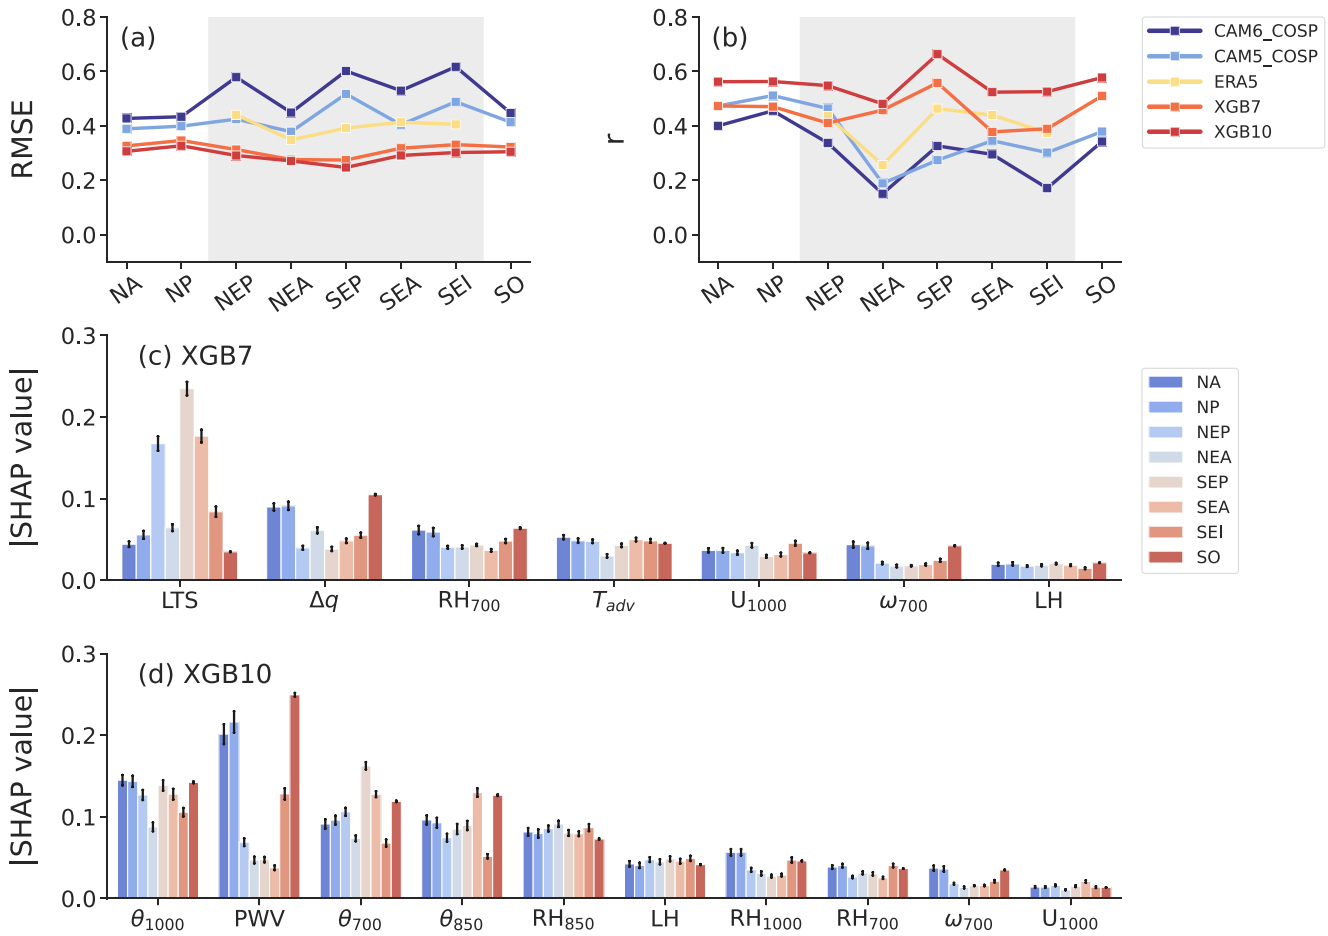 (a)
RMSE
0.8
0.6
0.4
0.2
0.0
NA NP NEP NEA SEP SEA SEI SO
(b)
r
0.8
0.6
0.4
0.2
0.0
NA NP NEP NEA SEP SEA SEI SO
CAM6_COSP
CAM5_COSP
ERA5
XGB7
XGB10
(c) XGB7
|SHAP value|
0.3
0.2
0.1
0.0
LTS Δq RH₇₀₀ T_adv U₁₀₀₀ ω₇₀₀ LH
NA
NP
NEP
NEA
SEP
SEA
SEI
SO
(d) XGB10
|SHAP value|
0.3
0.2
0.1
0.0
θ₁₀₀₀ PWV θ₇₀₀ θ₈₅₀ RH₈₅₀ LH RH₁₀₀₀ RH₇₀₀ ω₇₀₀ U₁₀₀₀